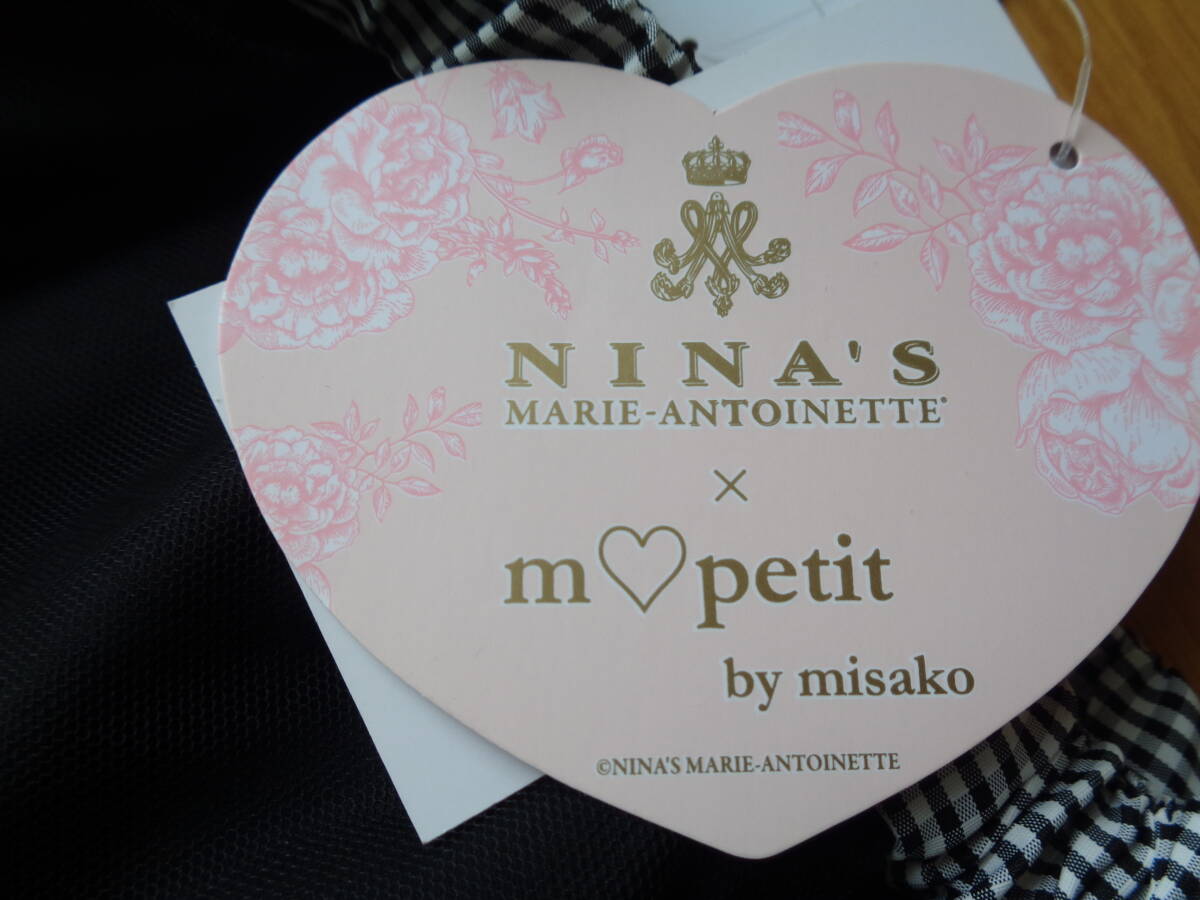 NINA'S
MARIE-ANTOINETTE®
×
m♡petit
by misako
©NINA'S MARIE-ANTOINETTE